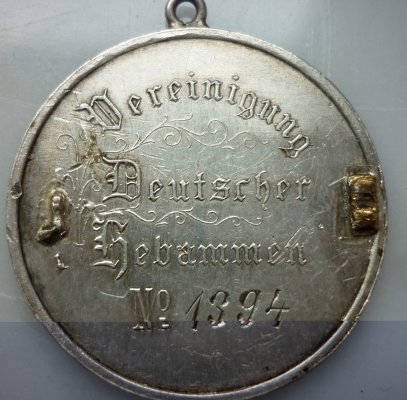 Vereinigung
Deutscher
Hebammen
No 1394